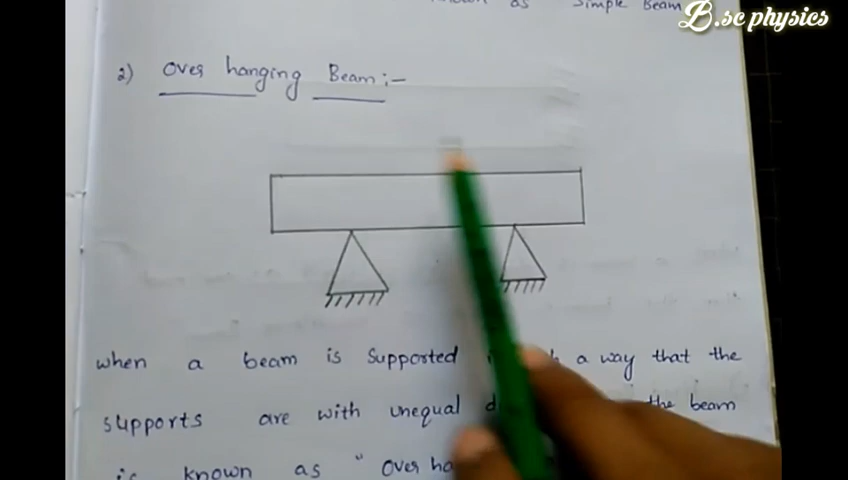 as Simple Beam
B.sc physics
2) Over hanging Beam:-
when a beam is Supported a way that the
supports are with unequal the beam
is known as " Over